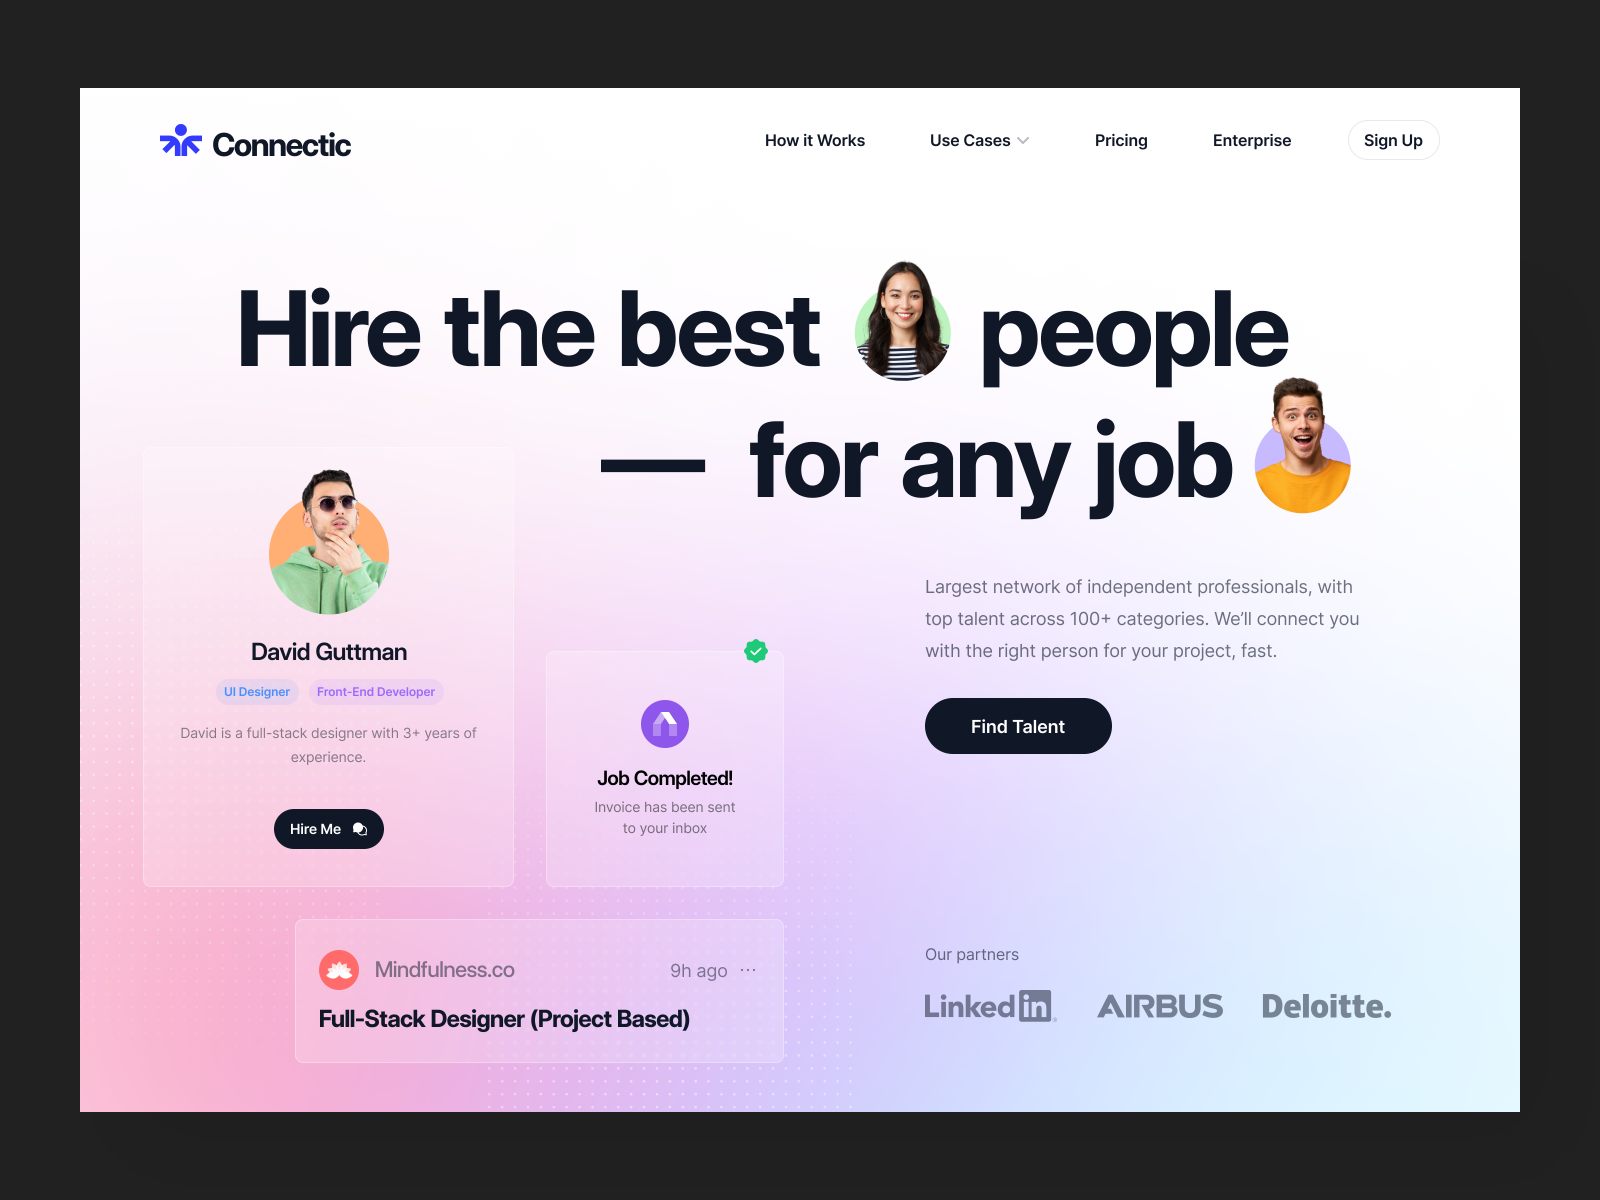 Connectic
How it Works
Use Cases
Pricing
Enterprise
Sign Up
Hire the best people
— for any job
David Guttman
UI Designer
Front-End Developer
David is a full-stack designer with 3+ years of
experience.
Hire Me
Job Completed!
Invoice has been sent
to your inbox
Mindfulness.co
9h ago ···
Full-Stack Designer (Project Based)
Largest network of independent professionals, with
top talent across 100+ categories. We’ll connect you
with the right person for your project, fast.
Find Talent
Our partners
Linkedin
AIRBUS
Deloitte.